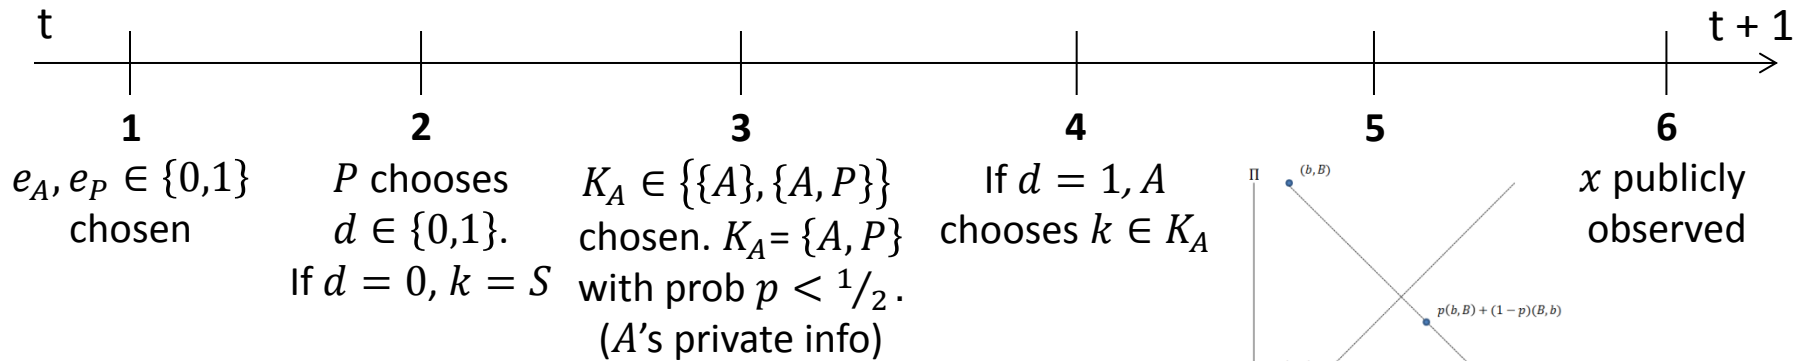 t
t + 1
1
2
3
4
5
6
e_A, e_P ∈ {0,1}
chosen
P chooses
d ∈ {0,1}.
If d = 0, k = S
K_A ∈ {{A}, {A, P}}
chosen. K_A = {A, P}
with prob p < 1/2.
(A's private info)
If d = 1, A
chooses k ∈ K_A
Π
(b, B)
p(b, B) + (1 − p)(B, b)
x publicly
observed